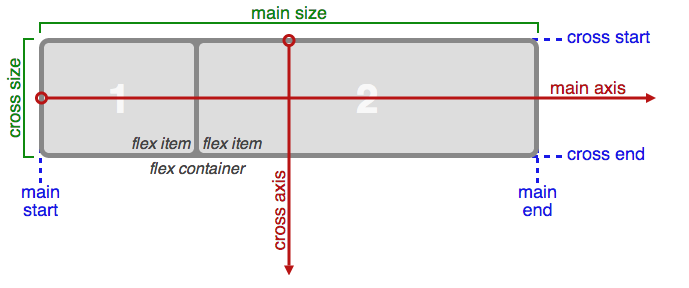 main size
cross start
cross size
1
2
main axis
flex item
flex item
cross end
flex container
main
start
cross axis
main
end